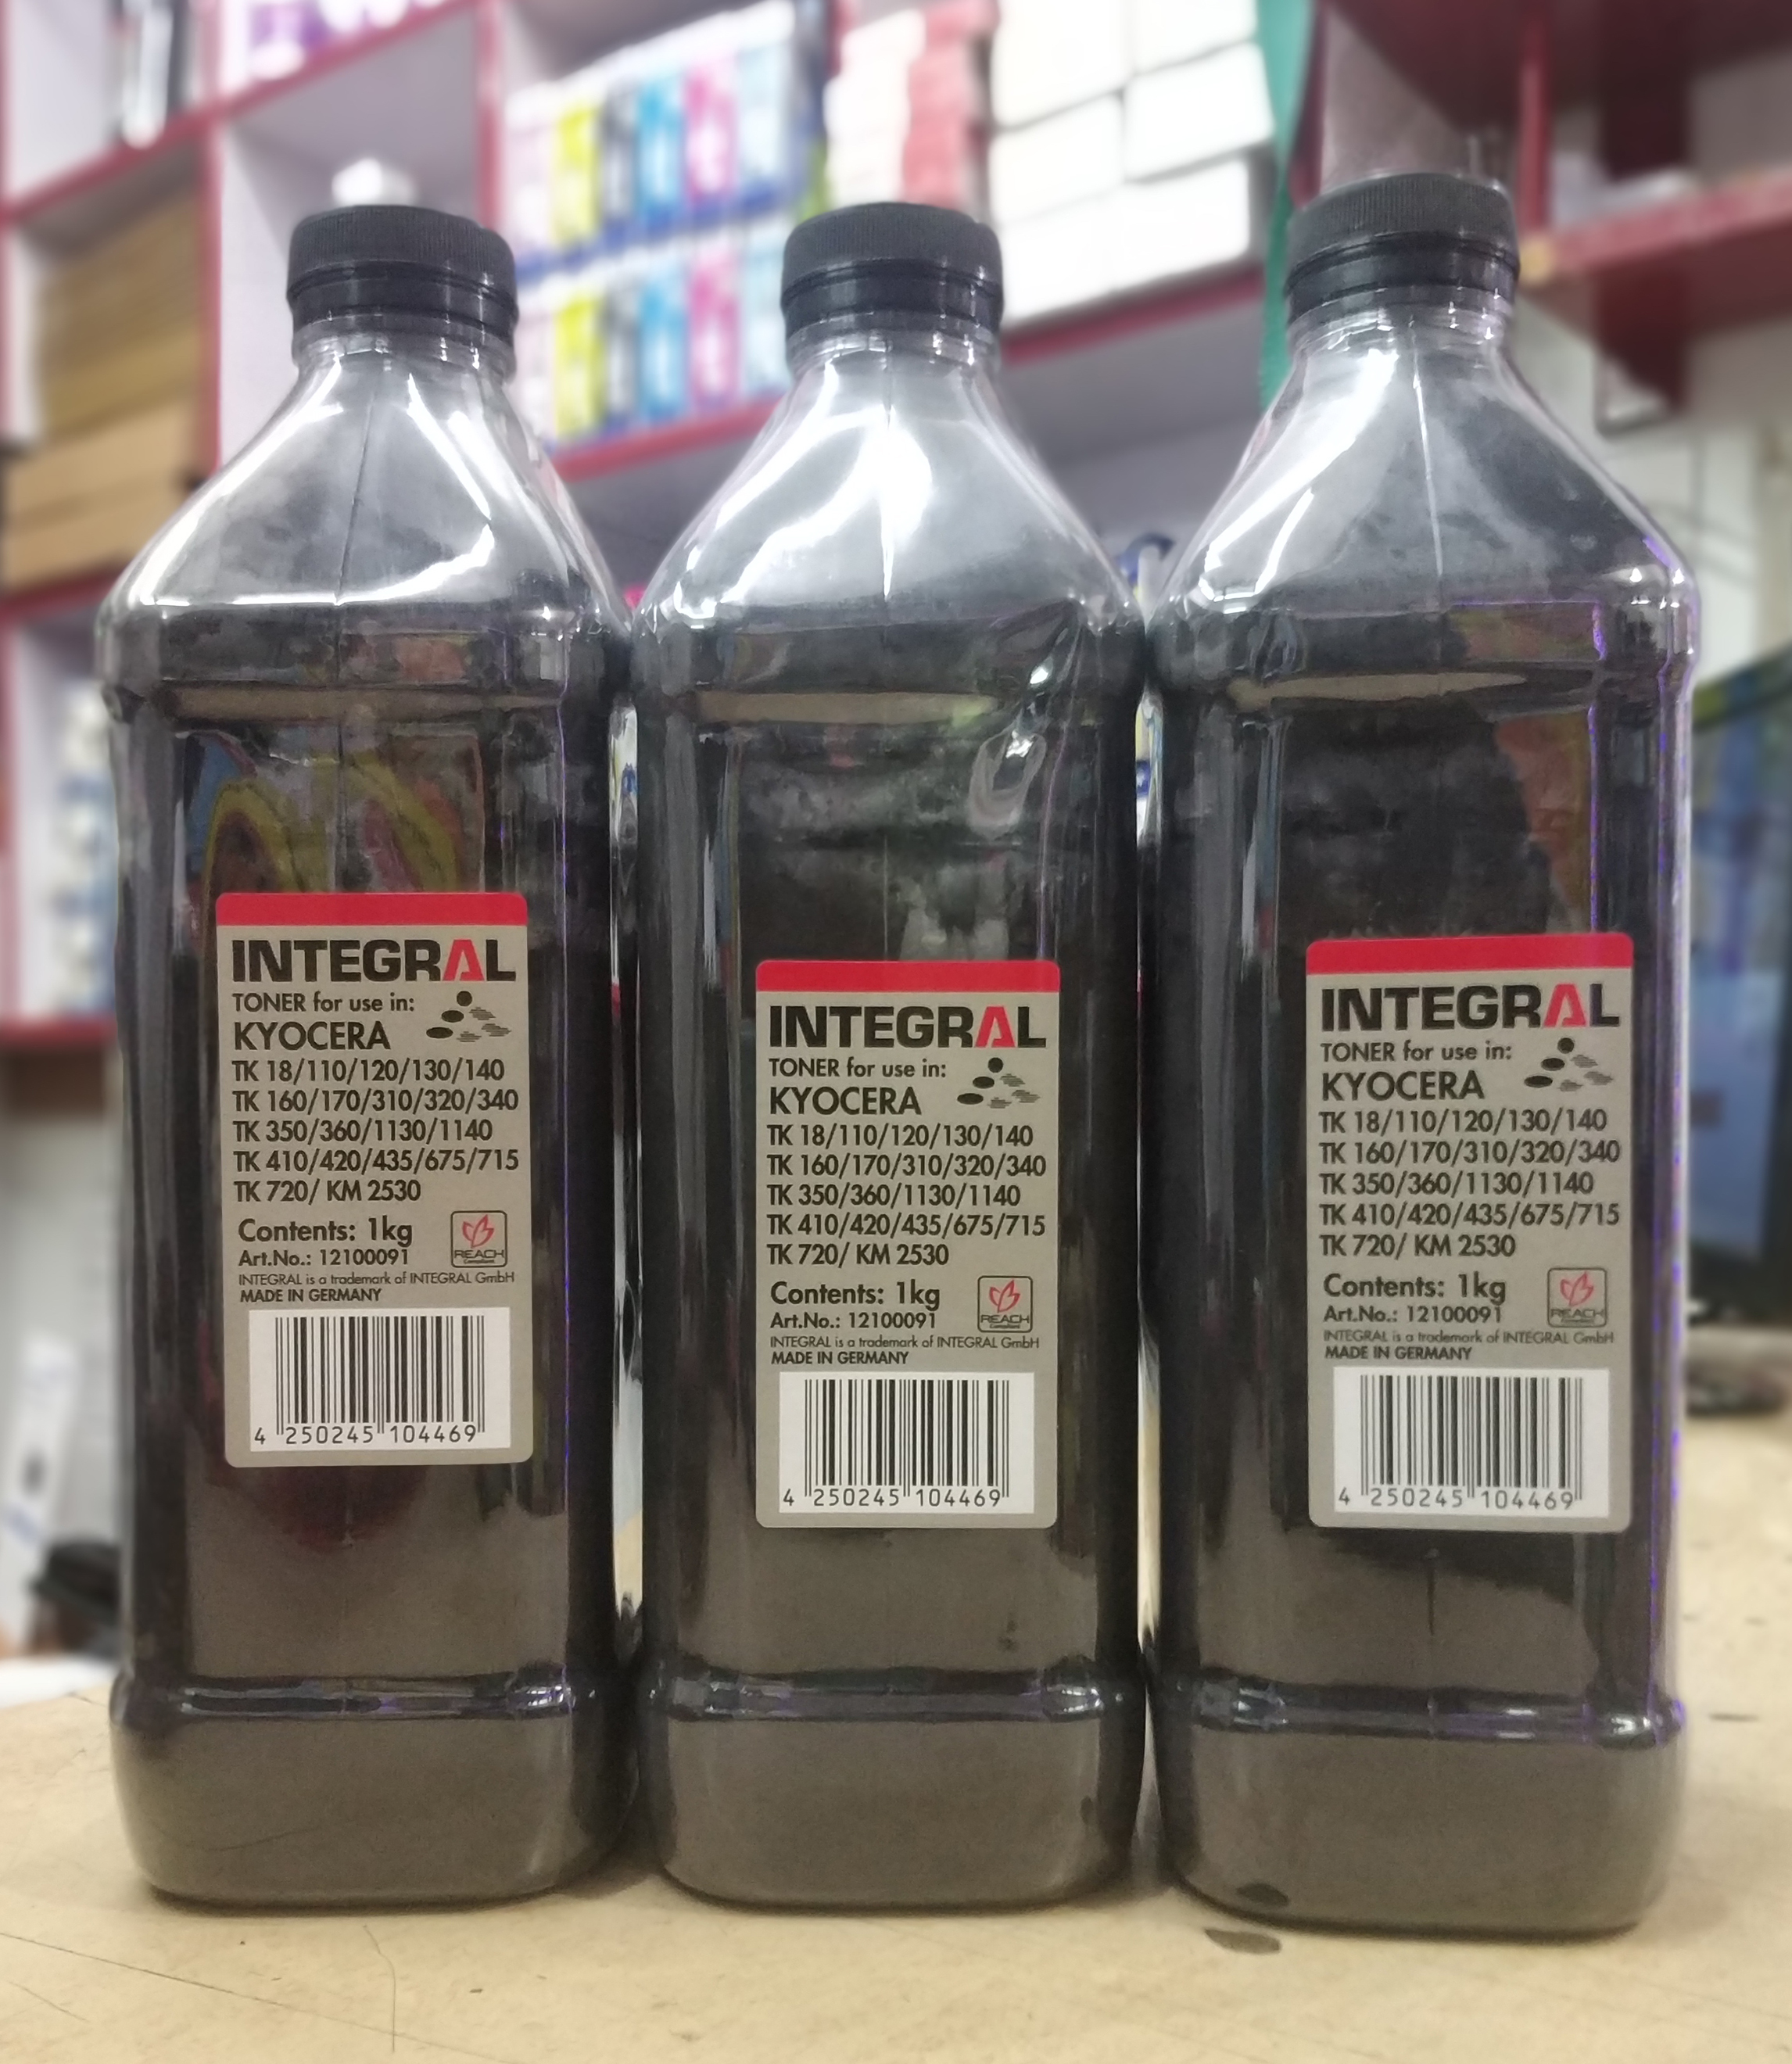 INTEGRAL
TONER for use in:
KYOCERA
TK 18/110/120/130/140
TK 160/170/310/320/340
TK 350/360/1130/1140
TK 410/420/435/675/715
TK 720/ KM 2530
Contents: 1kg
Art.No.: 12100091
REACH
Compliant
INTEGRAL is a trademark of INTEGRAL GmbH
MADE IN GERMANY
4 250245 104469
INTEGRAL
TONER for use in:
KYOCERA
TK 18/110/120/130/140
TK 160/170/310/320/340
TK 350/360/1130/1140
TK 410/420/435/675/715
TK 720/ KM 2530
Contents: 1kg
Art.No.: 12100091
REACH
Compliant
INTEGRAL is a trademark of INTEGRAL GmbH
MADE IN GERMANY
4 250245 104469
INTEGRAL
TONER for use in:
KYOCERA
TK 18/110/120/130/140
TK 160/170/310/320/340
TK 350/360/1130/1140
TK 410/420/435/675/715
TK 720/ KM 2530
Contents: 1kg
Art.No.: 12100091
REACH
Compliant
INTEGRAL is a trademark of INTEGRAL GmbH
MADE IN GERMANY
4 250245 104469